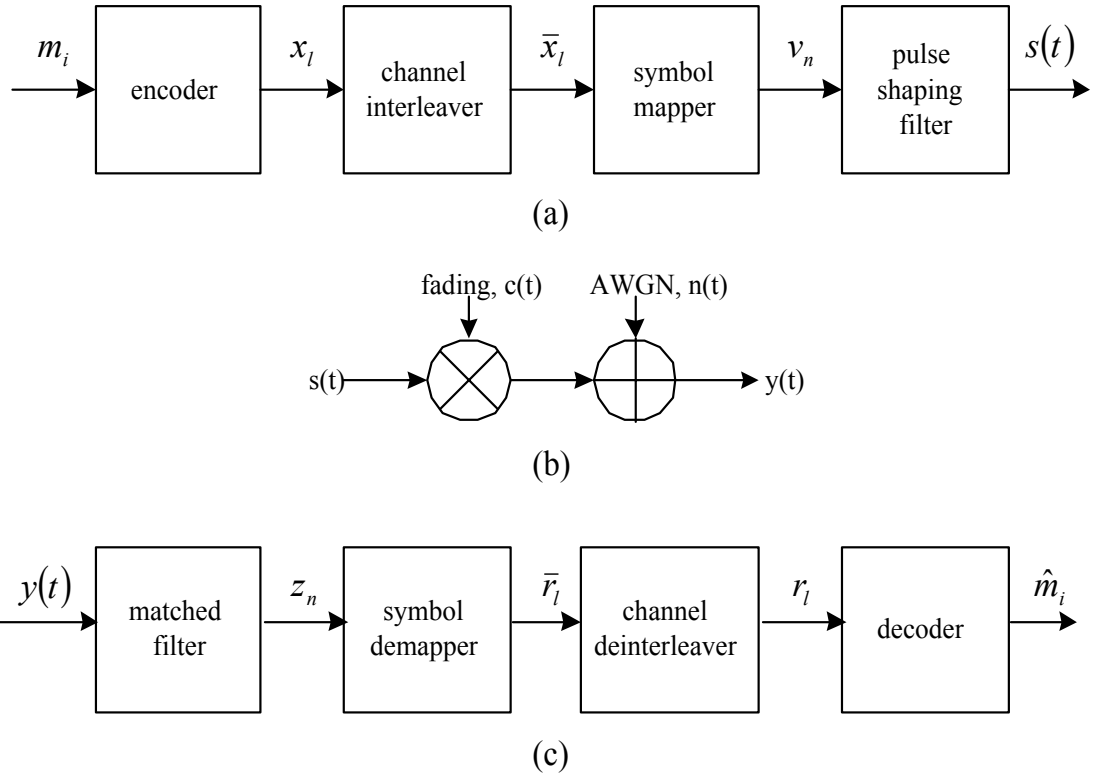 m_i
encoder
x_l
channel
interleaver
x̄_l
symbol
mapper
v_n
pulse
shaping
filter
s(t)
(a)
fading, c(t)
AWGN, n(t)
s(t)
y(t)
(b)
y(t)
matched
filter
z_n
symbol
demapper
r̄_l
channel
deinterleaver
r_l
decoder
m̂_i
(c)